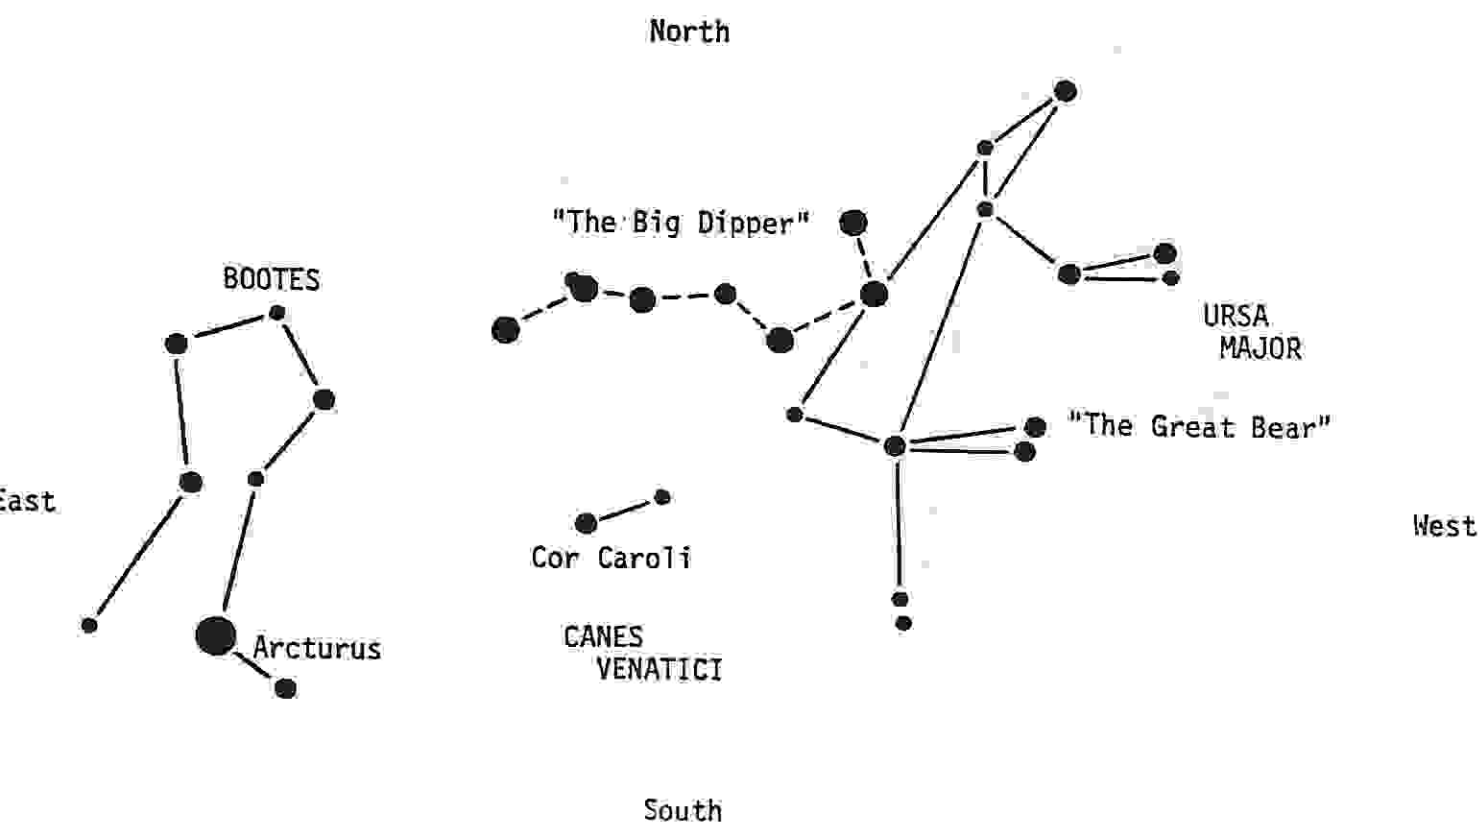 North
"The Big Dipper"
BOOTES
URSA
MAJOR
"The Great Bear"
East
West
Cor Caroli
CANES
VENATICI
Arcturus
South